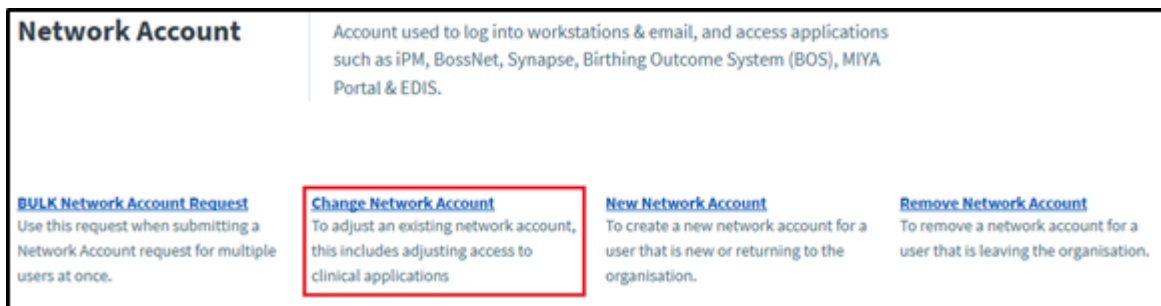 Network Account
Account used to log into workstations & email, and access applications
such as iPM, BossNet, Synapse, Birthing Outcome System (BOS), MIYA
Portal & EDIS.
BULK Network Account Request
Use this request when submitting a
Network Account request for multiple
users at once.
Change Network Account
To adjust an existing network account,
this includes adjusting access to
clinical applications
New Network Account
To create a new network account for a
user that is new or returning to the
organisation.
Remove Network Account
To remove a network account for a
user that is leaving the organisation.